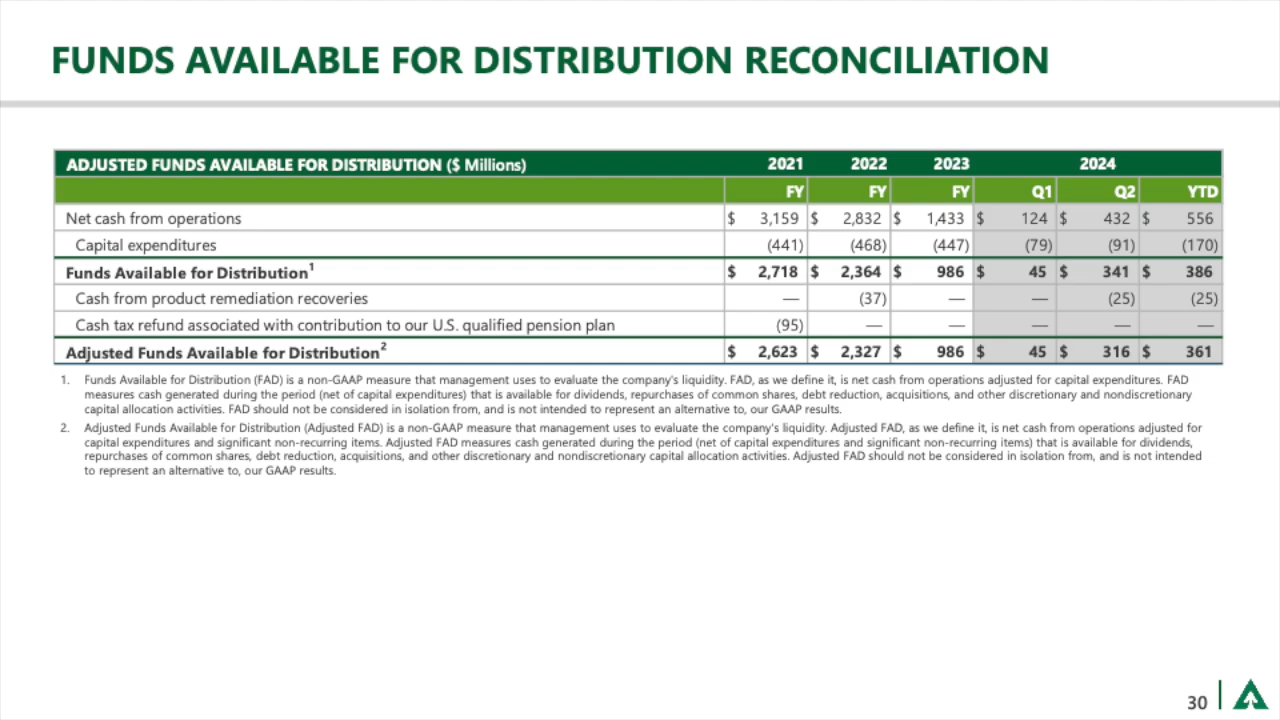 FUNDS AVAILABLE FOR DISTRIBUTION RECONCILIATION
ADJUSTED FUNDS AVAILABLE FOR DISTRIBUTION ($ Millions) 2021 2022 2023 2024
FY FY FY Q1 Q2 YTD
Net cash from operations $ 3,159 $ 2,832 $ 1,433 $ 124 $ 432 $ 556
Capital expenditures (441) (468) (447) (79) (91) (170)
Funds Available for Distribution1 $ 2,718 $ 2,364 $ 986 $ 45 $ 341 $ 386
Cash from product remediation recoveries — (37) — — (25) (25)
Cash tax refund associated with contribution to our U.S. qualified pension plan (95) — — — — —
Adjusted Funds Available for Distribution2 $ 2,623 $ 2,327 $ 986 $ 45 $ 316 $ 361
1. Funds Available for Distribution (FAD) is a non-GAAP measure that management uses to evaluate the company's liquidity. FAD, as we define it, is net cash from operations adjusted for capital expenditures. FAD
measures cash generated during the period (net of capital expenditures) that is available for dividends, repurchases of common shares, debt reduction, acquisitions, and other discretionary and nondiscretionary
capital allocation activities. FAD should not be considered in isolation from, and is not intended to represent an alternative to, our GAAP results.
2. Adjusted Funds Available for Distribution (Adjusted FAD) is a non-GAAP measure that management uses to evaluate the company's liquidity. Adjusted FAD, as we define it, is net cash from operations adjusted for
capital expenditures and significant non-recurring items. Adjusted FAD measures cash generated during the period (net of capital expenditures and significant non-recurring items) that is available for dividends,
repurchases of common shares, debt reduction, acquisitions, and other discretionary and nondiscretionary capital allocation activities. Adjusted FAD should not be considered in isolation from, and is not intended
to represent an alternative to, our GAAP results.
30